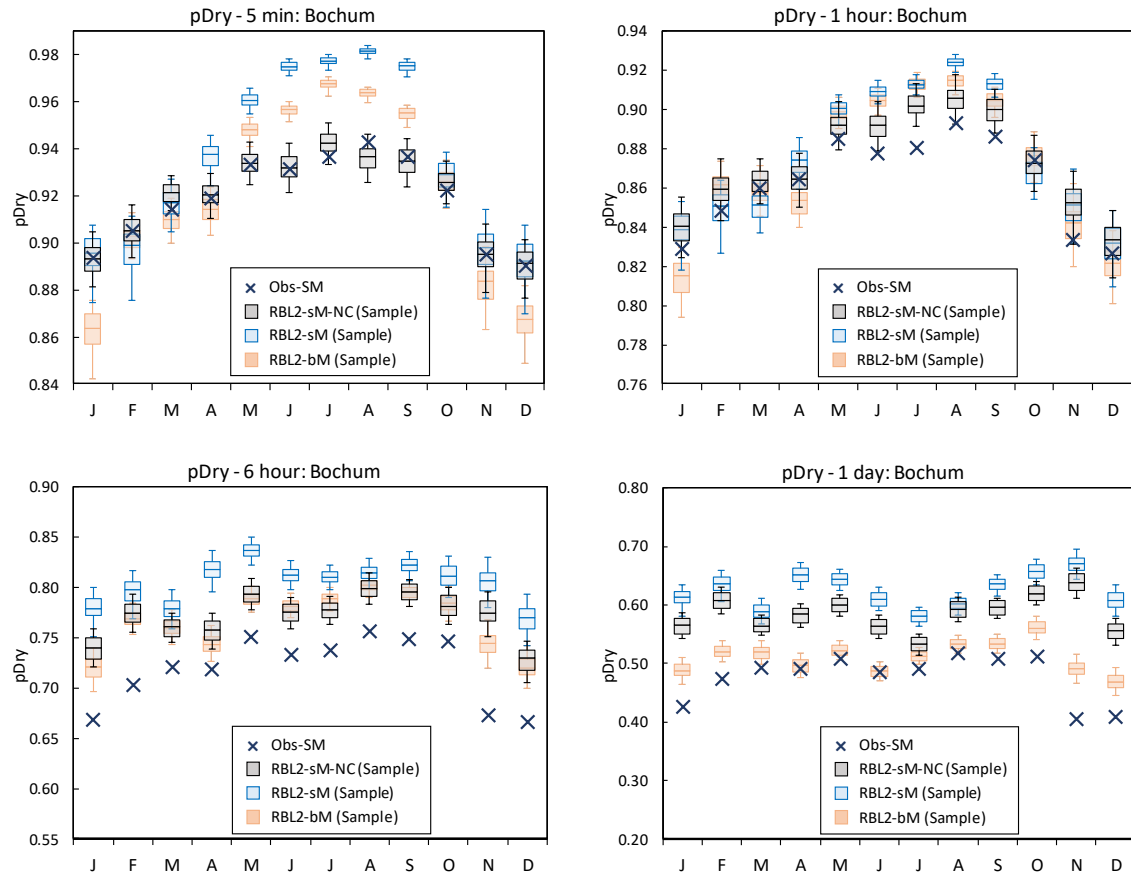 pDry - 5 min: Bochum
pDry
0.98
0.96
0.94
0.92
0.90
0.88
0.86
0.84
J F M A M J J A S O N D
Obs-SM
RBL2-sM-NC (Sample)
RBL2-sM (Sample)
RBL2-bM (Sample)
pDry - 1 hour: Bochum
pDry
0.94
0.92
0.90
0.88
0.86
0.84
0.82
0.80
0.78
0.76
J F M A M J J A S O N D
Obs-SM
RBL2-sM-NC (Sample)
RBL2-sM (Sample)
RBL2-bM (Sample)
pDry - 6 hour: Bochum
pDry
0.90
0.85
0.80
0.75
0.70
0.65
0.60
0.55
J F M A M J J A S O N D
Obs-SM
RBL2-sM-NC (Sample)
RBL2-sM (Sample)
RBL2-bM (Sample)
pDry - 1 day: Bochum
pDry
0.80
0.70
0.60
0.50
0.40
0.30
0.20
J F M A M J J A S O N D
Obs-SM
RBL2-sM-NC (Sample)
RBL2-sM (Sample)
RBL2-bM (Sample)